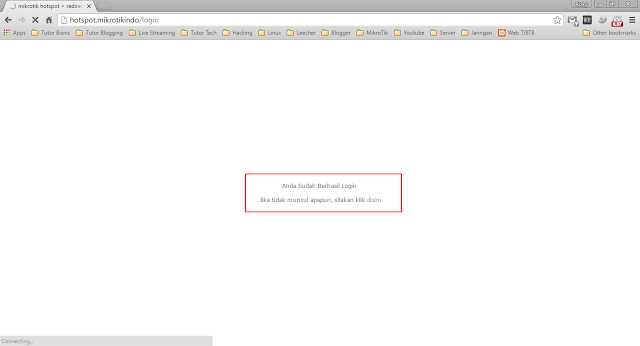 mikrotik hotspot > redire
hotspot.mikrotikindo/login
Apps Tutor Bisnis Tutor Blogging Live Streaming Tutor Tech Hacking Linux Leecher Blogger MikroTik Youtube Server Jaringan Web TJBTB Other bookmarks
Anda Sudah Berhasil Login
Jika tidak muncul apapun, silakan klik disini
Connecting...